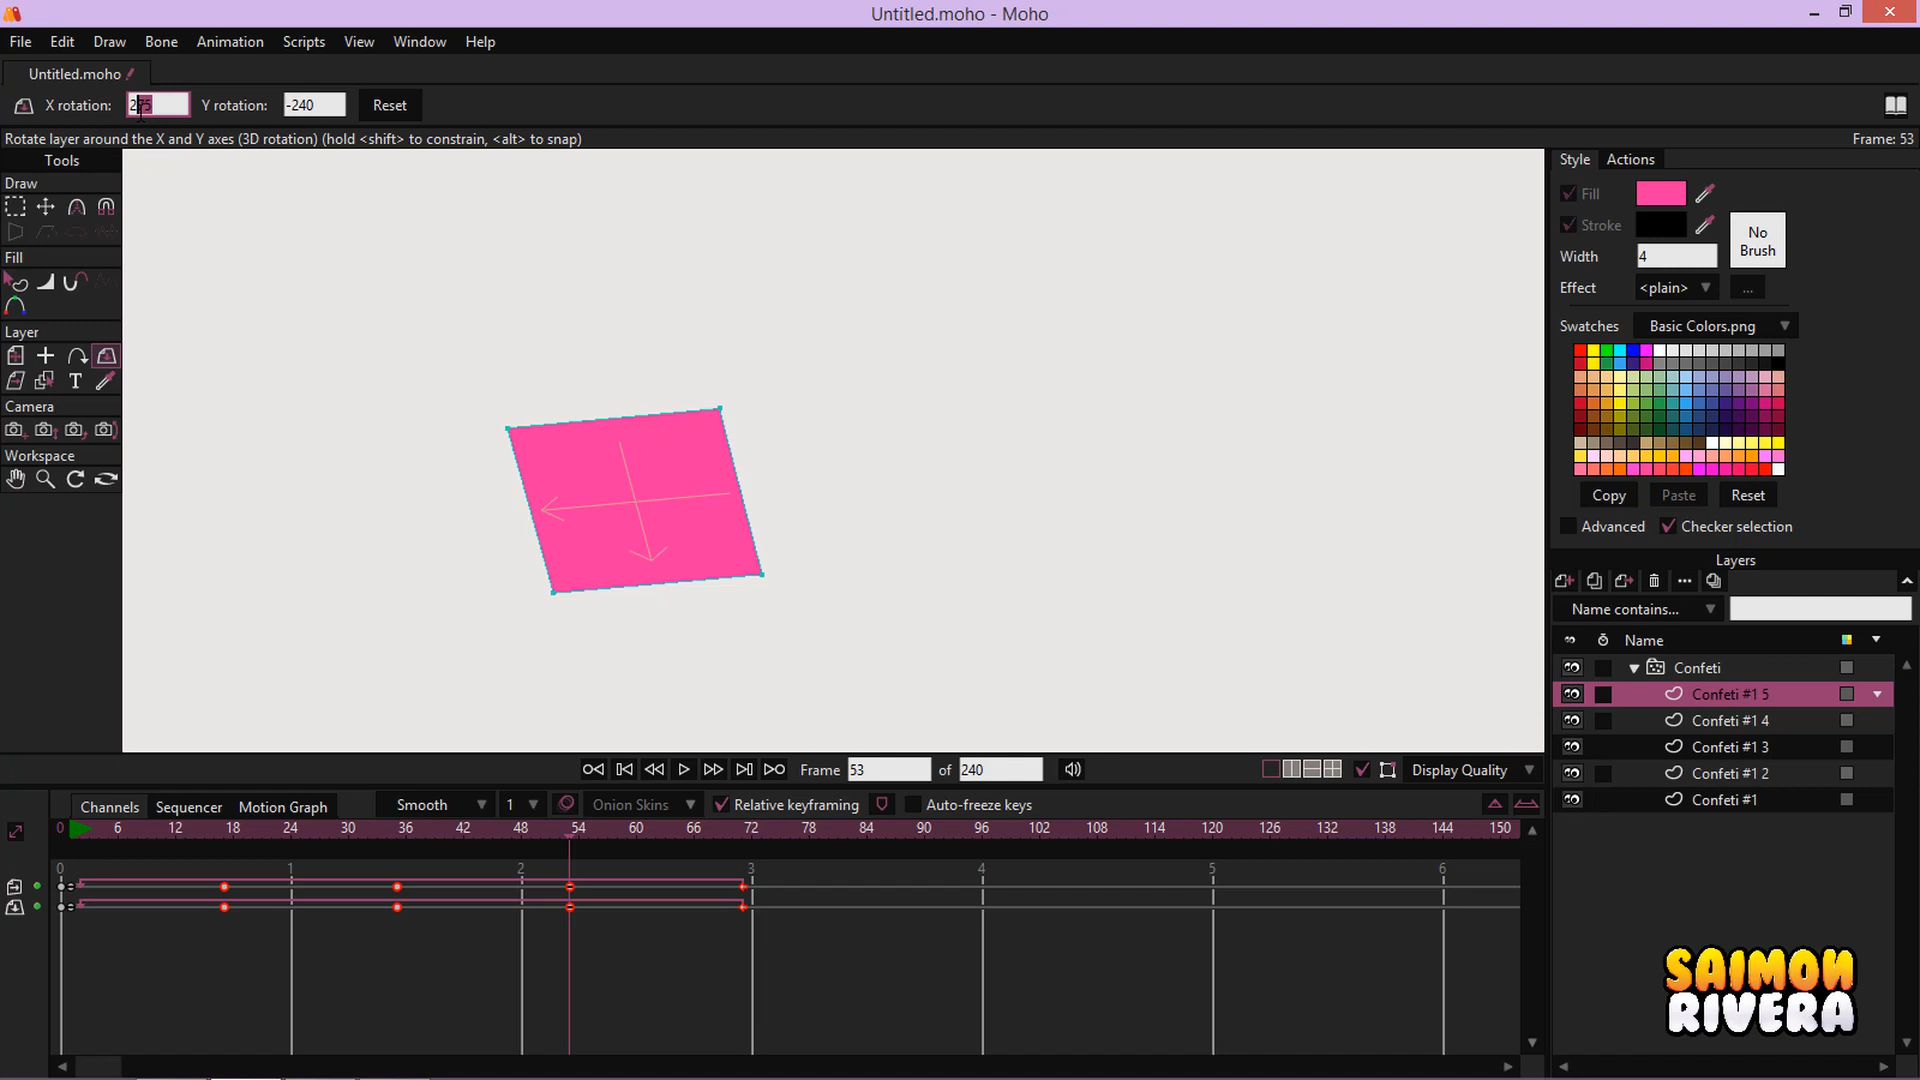 Untitled.moho - Moho
File Edit Draw Bone Animation Scripts View Window Help
Untitled.moho
X rotation: 275 Y rotation: -240 Reset
Rotate layer around the X and Y axes (3D rotation) (hold <shift> to constrain, <alt> to snap) Frame: 53
Tools
Draw
Fill
Layer
Camera
Workspace
Style Actions
Fill
Stroke
No Brush
Width 4
Effect <plain> ...
Swatches Basic Colors.png
Copy Paste Reset
Advanced Checker selection
Layers
Name contains...
Name
Confeti
Confeti #1 5
Confeti #1 4
Confeti #1 3
Confeti #1 2
Confeti #1
Frame 53 of 240 Display Quality
Channels Sequencer Motion Graph Smooth 1 Onion Skins Relative keyframing Auto-freeze keys
0 6 12 18 24 30 36 42 48 54 60 66 72 78 84 90 96 102 108 114 120 126 132 138 144 150
0 1 2 3 4 5 6
SAIMON
RIVERA